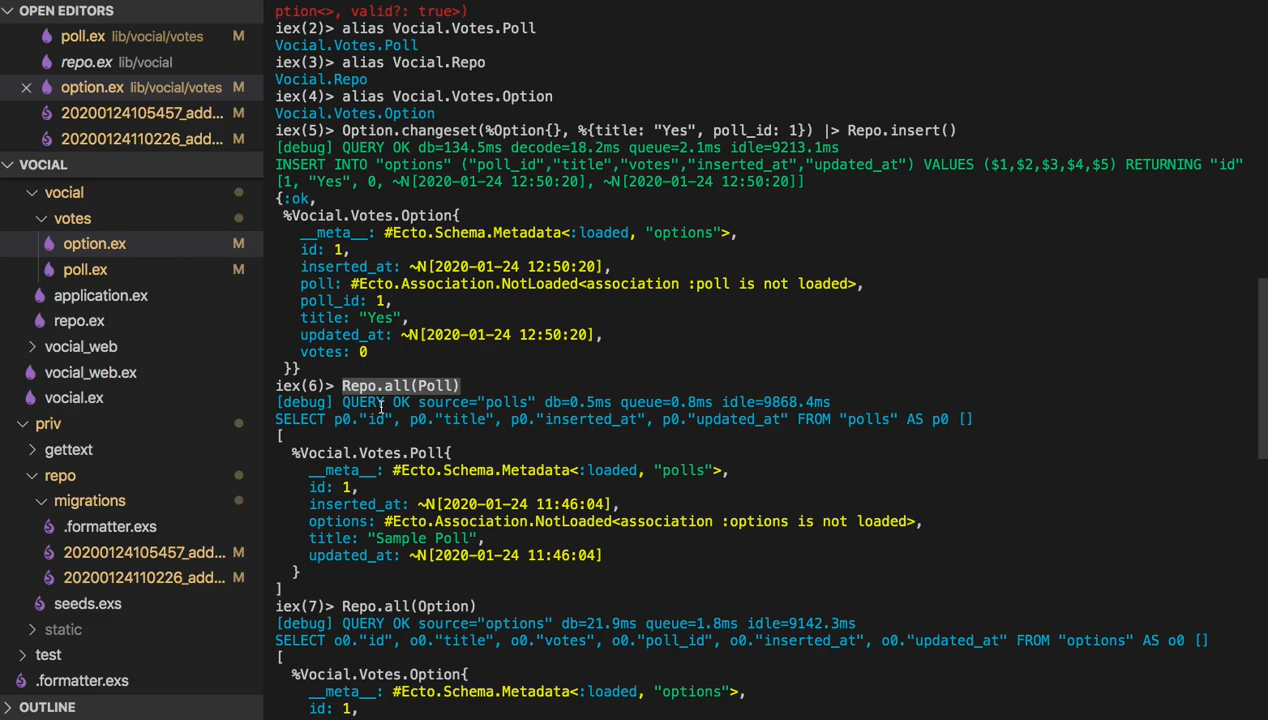 OPEN EDITORS
poll.ex lib/vocial/votes M
repo.ex lib/vocial
option.ex lib/vocial/votes M
20200124105457_add... M
20200124110226_add... M
VOCIAL
vocial
votes
option.ex M
poll.ex M
application.ex
repo.ex
vocial_web
vocial_web.ex
vocial.ex
priv
gettext
repo
migrations
.formatter.exs
20200124105457_add... M
20200124110226_add... M
seeds.exs
static
test
.formatter.exs
OUTLINE
ption<>, valid?: true>)
iex(2)> alias Vocial.Votes.Poll
Vocial.Votes.Poll
iex(3)> alias Vocial.Repo
Vocial.Repo
iex(4)> alias Vocial.Votes.Option
Vocial.Votes.Option
iex(5)> Option.changeset(%Option{}, %{title: "Yes", poll_id: 1}) |> Repo.insert()
[debug] QUERY OK db=134.5ms decode=18.2ms queue=2.1ms idle=9213.1ms
INSERT INTO "options" ("poll_id","title","votes","inserted_at","updated_at") VALUES ($1,$2,$3,$4,$5) RETURNING "id"
[1, "Yes", 0, ~N[2020-01-24 12:50:20], ~N[2020-01-24 12:50:20]]
{:ok,
%Vocial.Votes.Option{
__meta__: #Ecto.Schema.Metadata<:loaded, "options">,
id: 1,
inserted_at: ~N[2020-01-24 12:50:20],
poll: #Ecto.Association.NotLoaded<association :poll is not loaded>,
poll_id: 1,
title: "Yes",
updated_at: ~N[2020-01-24 12:50:20],
votes: 0
}}
iex(6)> Repo.all(Poll)
[debug] QUERY OK source="polls" db=0.5ms queue=0.8ms idle=9868.4ms
SELECT p0."id", p0."title", p0."inserted_at", p0."updated_at" FROM "polls" AS p0 []
[
%Vocial.Votes.Poll{
__meta__: #Ecto.Schema.Metadata<:loaded, "polls">,
id: 1,
inserted_at: ~N[2020-01-24 11:46:04],
options: #Ecto.Association.NotLoaded<association :options is not loaded>,
title: "Sample Poll",
updated_at: ~N[2020-01-24 11:46:04]
}
]
iex(7)> Repo.all(Option)
[debug] QUERY OK source="options" db=21.9ms queue=1.8ms idle=9142.3ms
SELECT o0."id", o0."title", o0."votes", o0."poll_id", o0."inserted_at", o0."updated_at" FROM "options" AS o0 []
[
%Vocial.Votes.Option{
__meta__: #Ecto.Schema.Metadata<:loaded, "options">,
id: 1,